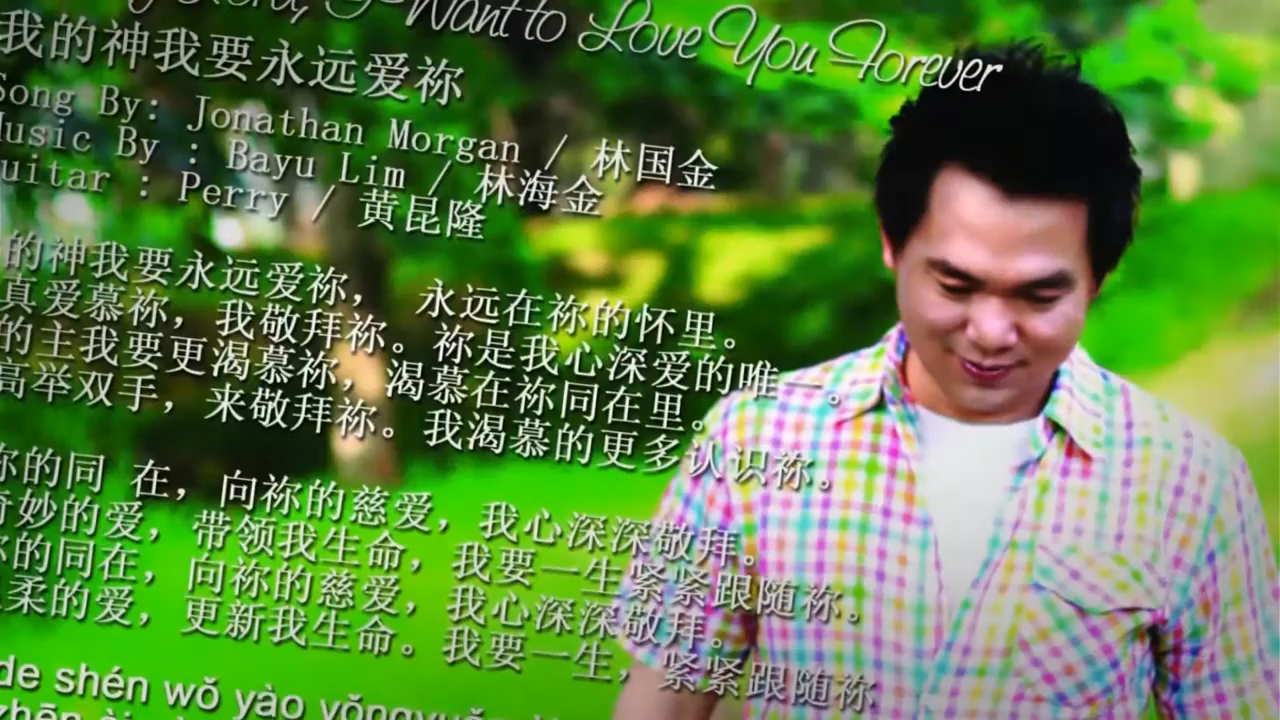 Want to Love You Forever
我的神我要永远爱祢
Song By: Jonathan Morgan / 林国金
Music By : Bayu Lim / 林海金
uitar : Perry / 黄昆隆
的神我要永远爱祢， 永远在祢的怀里。
真爱慕祢，我敬拜祢。祢是我心深爱的唯一。
的主我要更渴慕祢，渴慕在祢同在里。
高举双手，来敬拜祢。我渴慕的更多认识祢。
你的同 在，向祢的慈爱，我心深深敬拜。
奇妙的爱，带领我生命，我要一生紧紧跟随祢。
你的同在，向祢的慈爱，我心深深敬拜。
柔的爱，更新我生命。我要一生，紧紧跟随祢
de shén wǒ yào yǒngyuǎn
zhēn ài